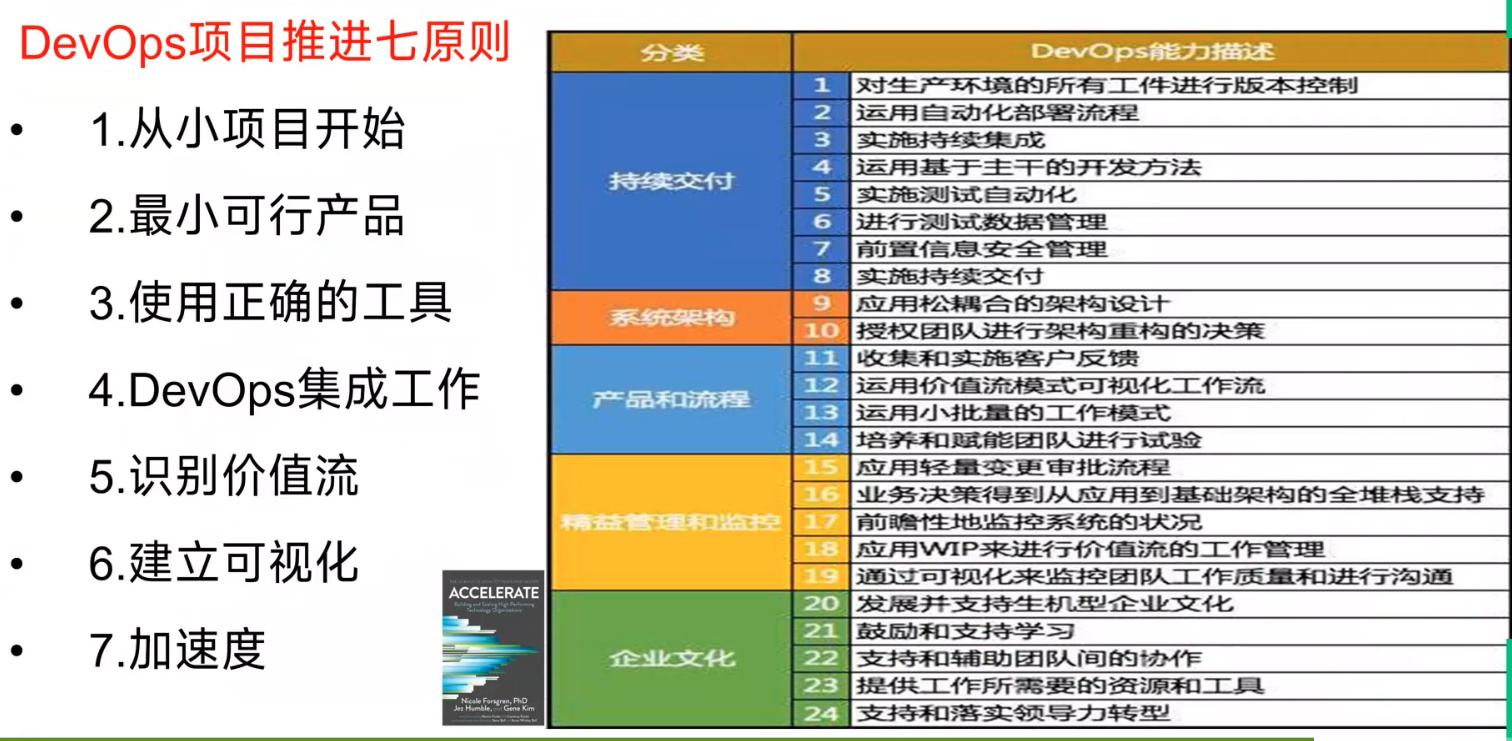 DevOps项目推进七原则
• 1.从小项目开始
• 2.最小可行产品
• 3.使用正确的工具
• 4.DevOps集成工作
• 5.识别价值流
• 6.建立可视化
• 7.加速度
ACCELERATE
Building and Scaling High Performing
Technology Organizations
Nicole Forsgren, PhD
Jez Humble, and Gene Kim
分类 DevOps能力描述
持续交付
1 对生产环境的所有工件进行版本控制
2 运用自动化部署流程
3 实施持续集成
4 运用基于主干的开发方法
5 实施测试自动化
6 进行测试数据管理
7 前置信息安全管理
8 实施持续交付
系统架构
9 应用松耦合的架构设计
10 授权团队进行架构重构的决策
产品和流程
11 收集和实施客户反馈
12 运用价值流模式可视化工作流
13 运用小批量的工作模式
14 培养和赋能团队进行试验
精益管理和监控
15 应用轻量变更审批流程
16 业务决策得到从应用到基础架构的全堆栈支持
17 前瞻性地监控系统的状况
18 应用WIP来进行价值流的工作管理
19 通过可视化来监控团队工作质量和进行沟通
企业文化
20 发展并支持生机型企业文化
21 鼓励和支持学习
22 支持和辅助团队间的协作
23 提供工作所需要的资源和工具
24 支持和落实领导力转型